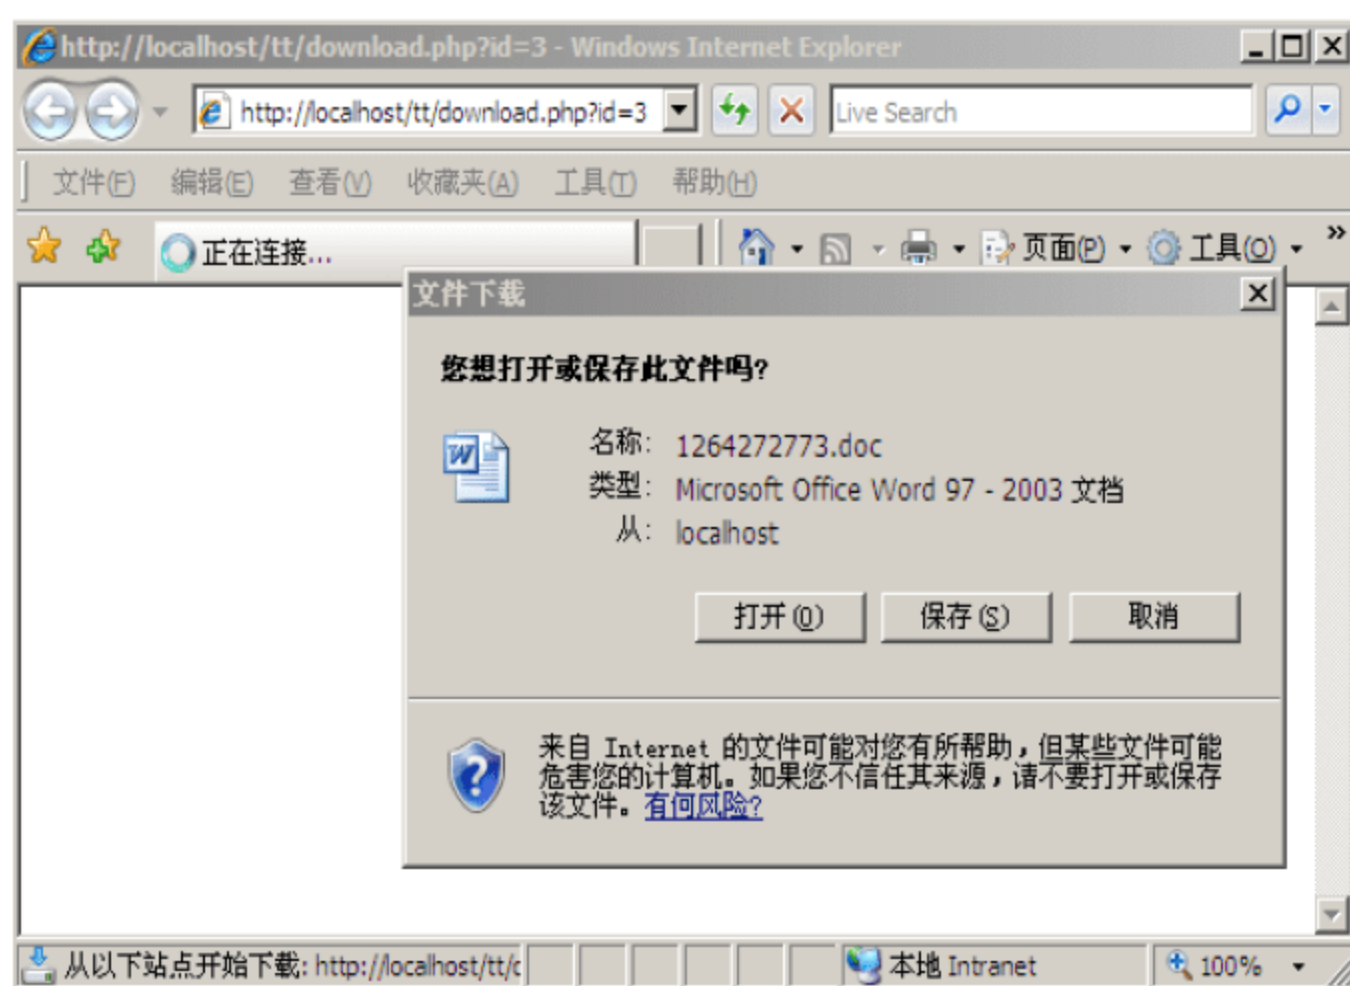 http://localhost/tt/download.php?id=3 - Windows Internet Explorer
http://localhost/tt/download.php?id=3
Live Search
文件(F) 编辑(E) 查看(V) 收藏夹(A) 工具(T) 帮助(H)
正在连接...
页面(P) 工具(O) »
文件下载
您想打开或保存此文件吗?
名称: 1264272773.doc
类型: Microsoft Office Word 97 - 2003 文档
从: localhost
打开(O) 保存(S) 取消
来自 Internet 的文件可能对您有所帮助，但某些文件可能
危害您的计算机。如果您不信任其来源，请不要打开或保存
该文件。有何风险?
从以下站点开始下载: http://localhost/tt/c 本地 Intranet 100%